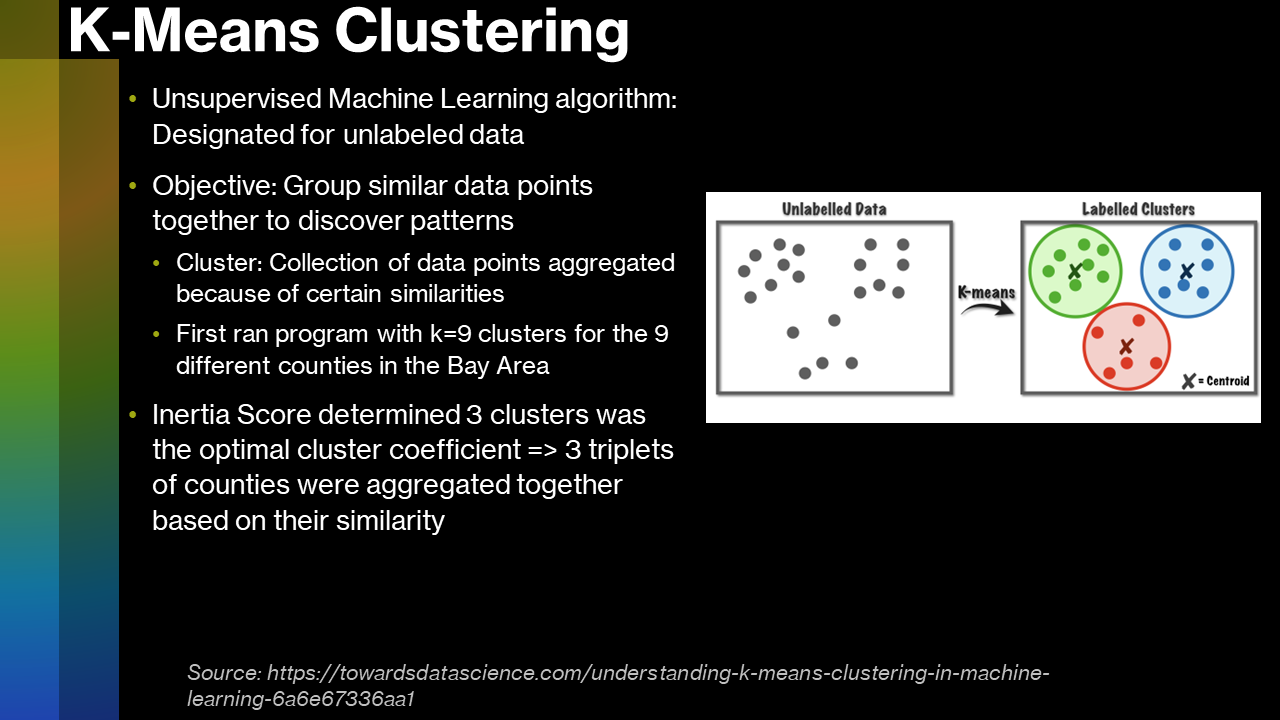 K-Means Clustering
• Unsupervised Machine Learning algorithm:
Designated for unlabeled data
• Objective: Group similar data points
together to discover patterns
• Cluster: Collection of data points aggregated
because of certain similarities
• First ran program with k=9 clusters for the 9
different counties in the Bay Area
• Inertia Score determined 3 clusters was
the optimal cluster coefficient => 3 triplets
of counties were aggregated together
based on their similarity
Unlabelled Data
K-means
Labelled Clusters
X = Centroid
Source: https://towardsdatascience.com/understanding-k-means-clustering-in-machine-
learning-6a6e67336aa1